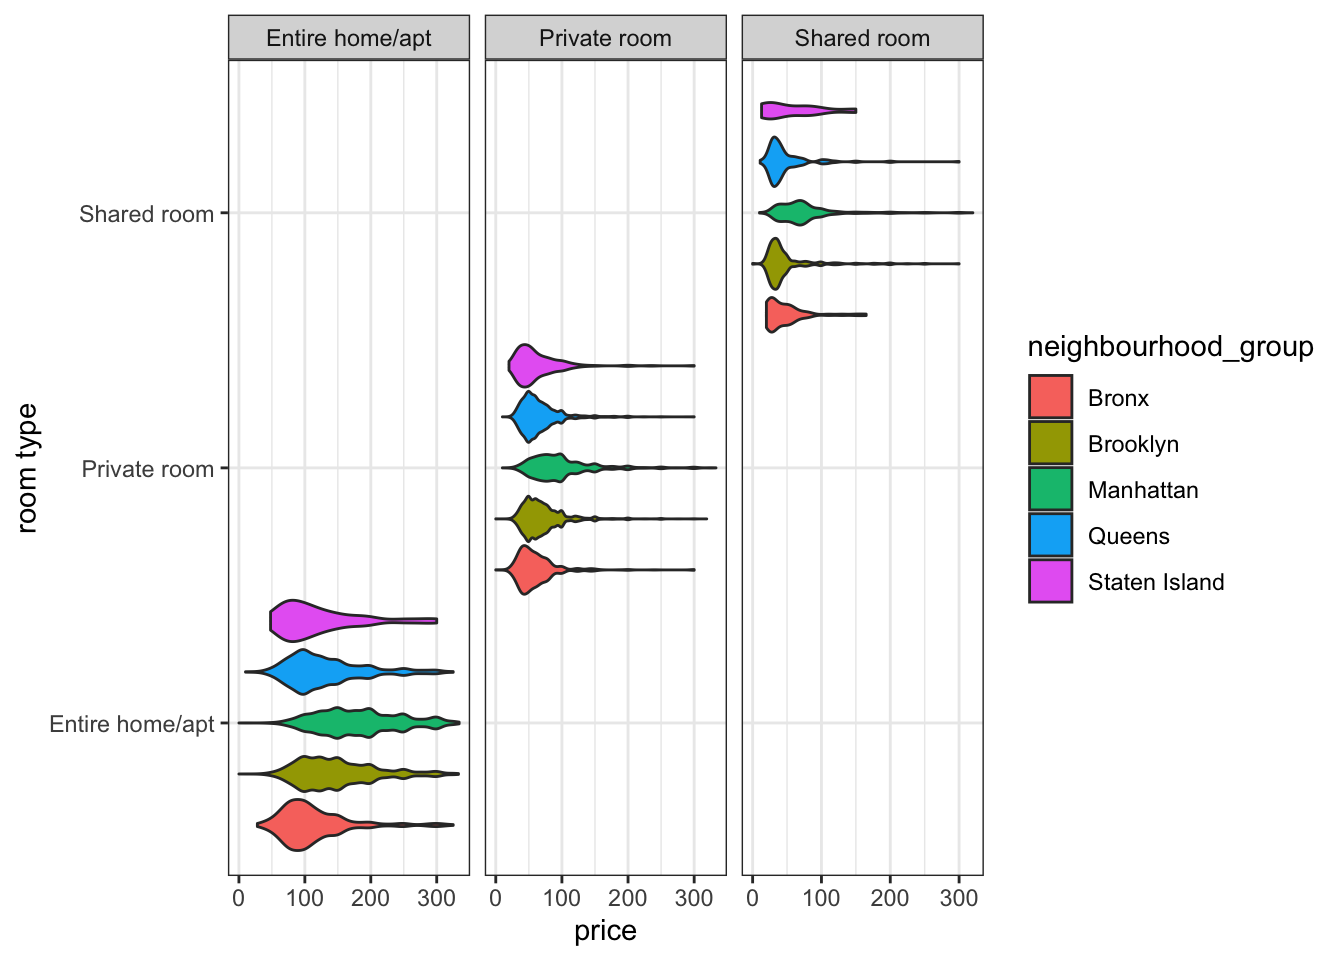 Entire home/apt
Private room
Shared room
Shared room
Private room
Entire home/apt
room type
0 100 200 300
0 100 200 300
0 100 200 300
price
neighbourhood_group
Bronx
Brooklyn
Manhattan
Queens
Staten Island